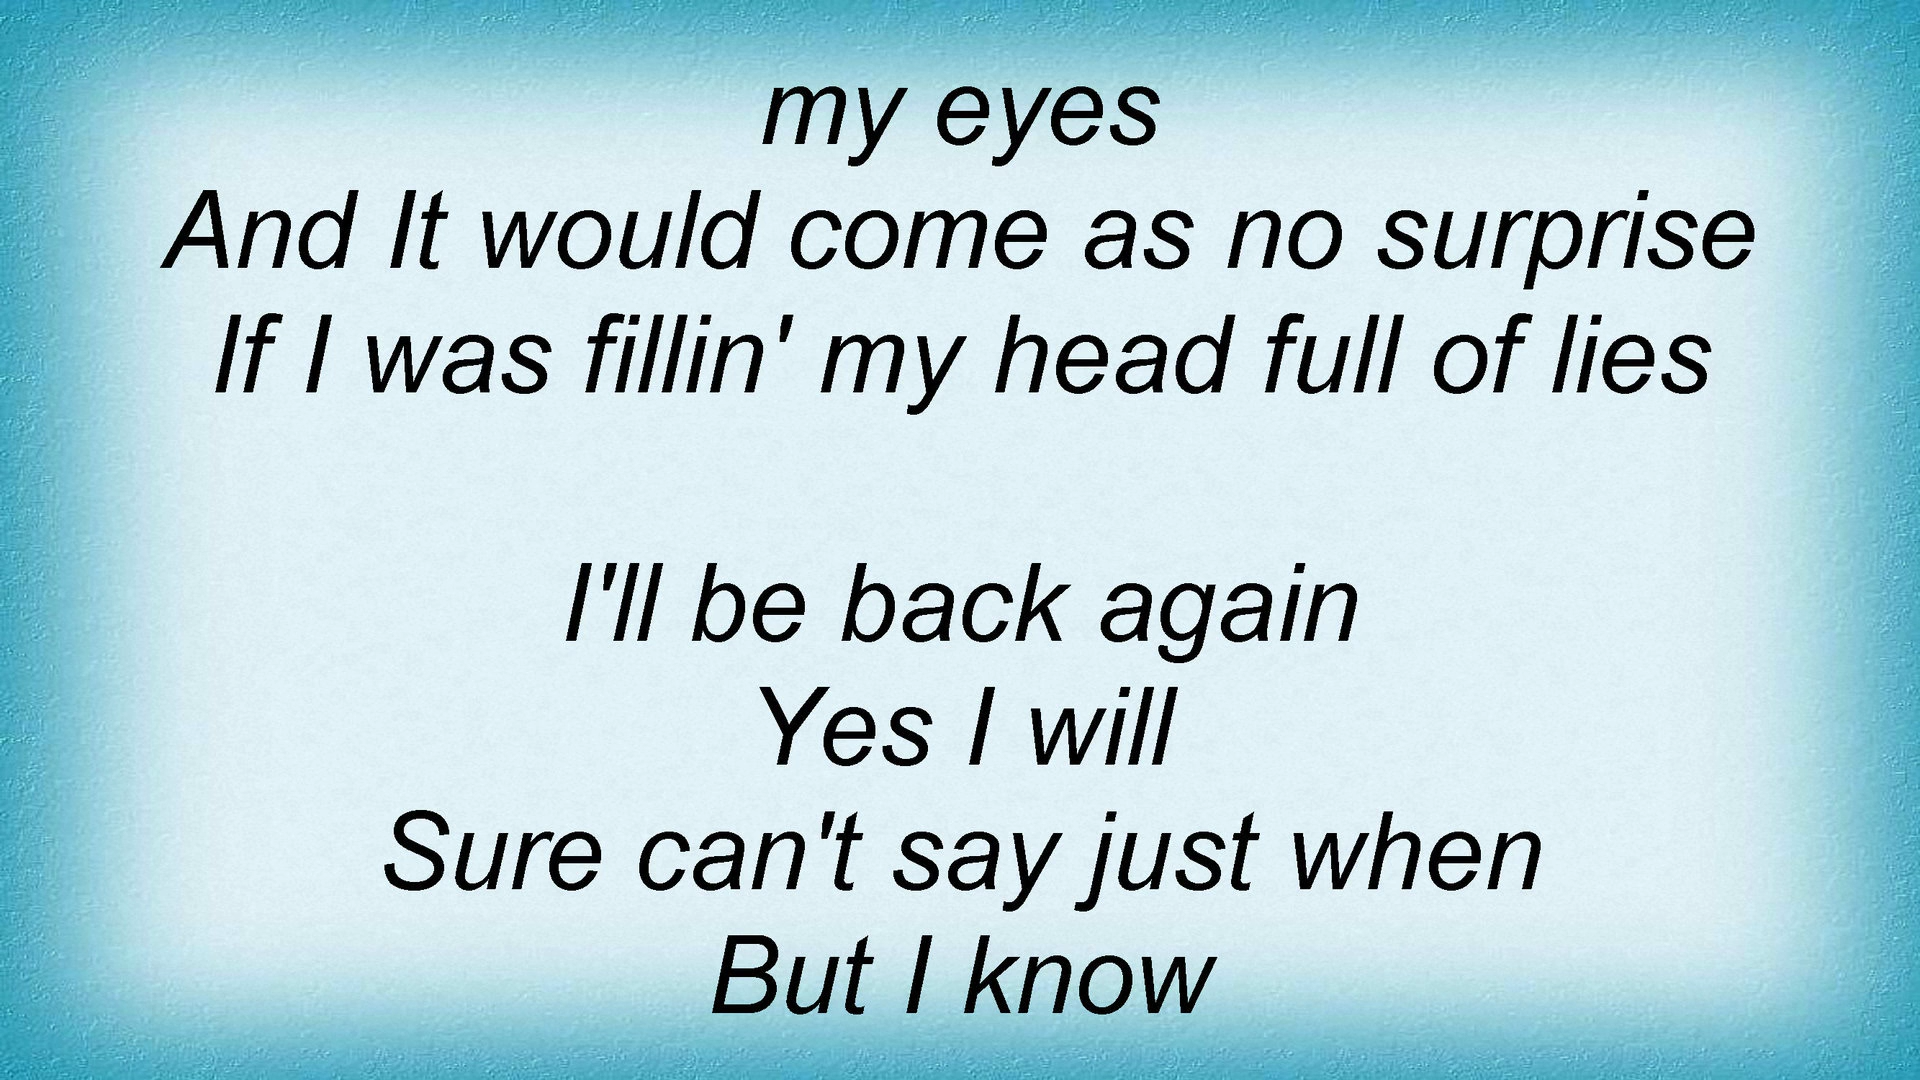 my eyes
And It would come as no surprise
If I was fillin' my head full of lies
I'll be back again
Yes I will
Sure can't say just when
But I know